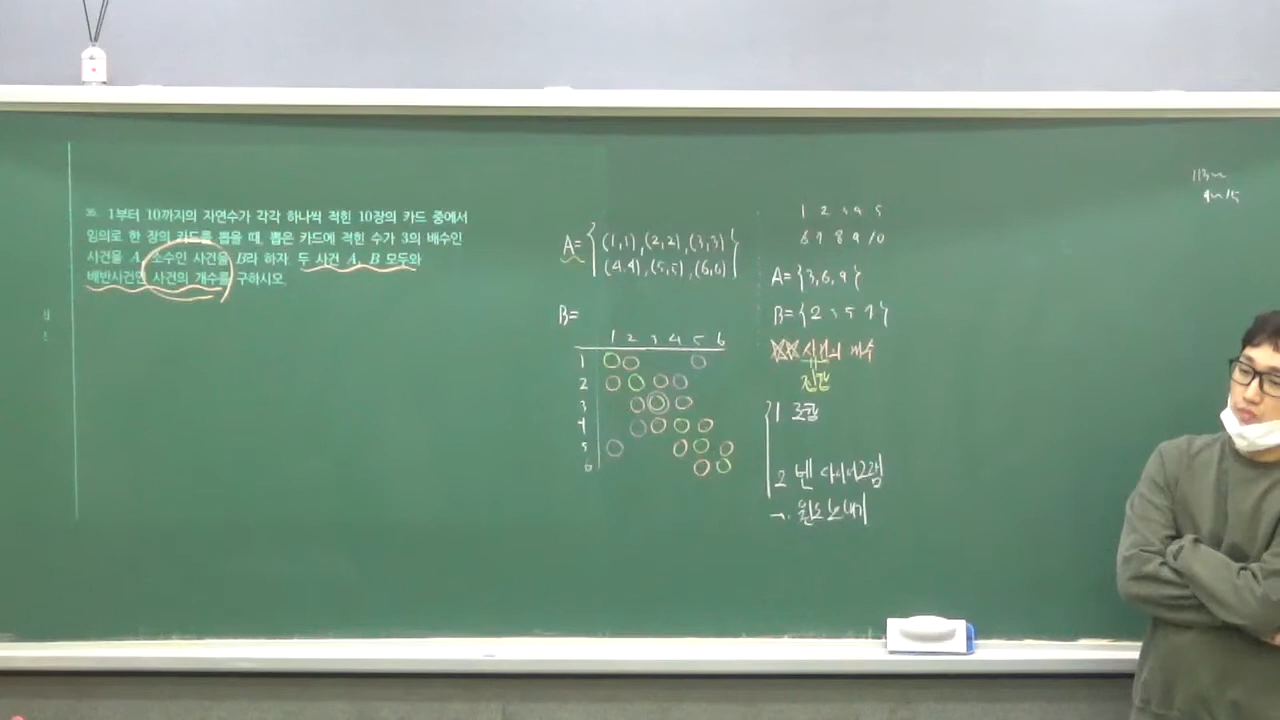 1부터 10까지의 자연수가 각각 하나씩 적힌 10장의 카드 중에서
임의로 한 장의 카드를 뽑을 때, 뽑은 카드에 적힌 수가 3의 배수인
사건을 A, 소수인 사건을 B라 하자. 두 사건 A, B 모두와
배반사건인 사건의 개수를 구하시오.
A={(1,1),(2,2),(3,3)
(4,4),(5,5),(6,6)}
B=
1 2 3 4 5 6
1
2
3
4
5
6
1 2 3 4 5
6 7 8 9 10
A={3,6,9}
B={2 3 5 7}
사건의 개수
집합
1
2 벤 다이어그램
→ 원소